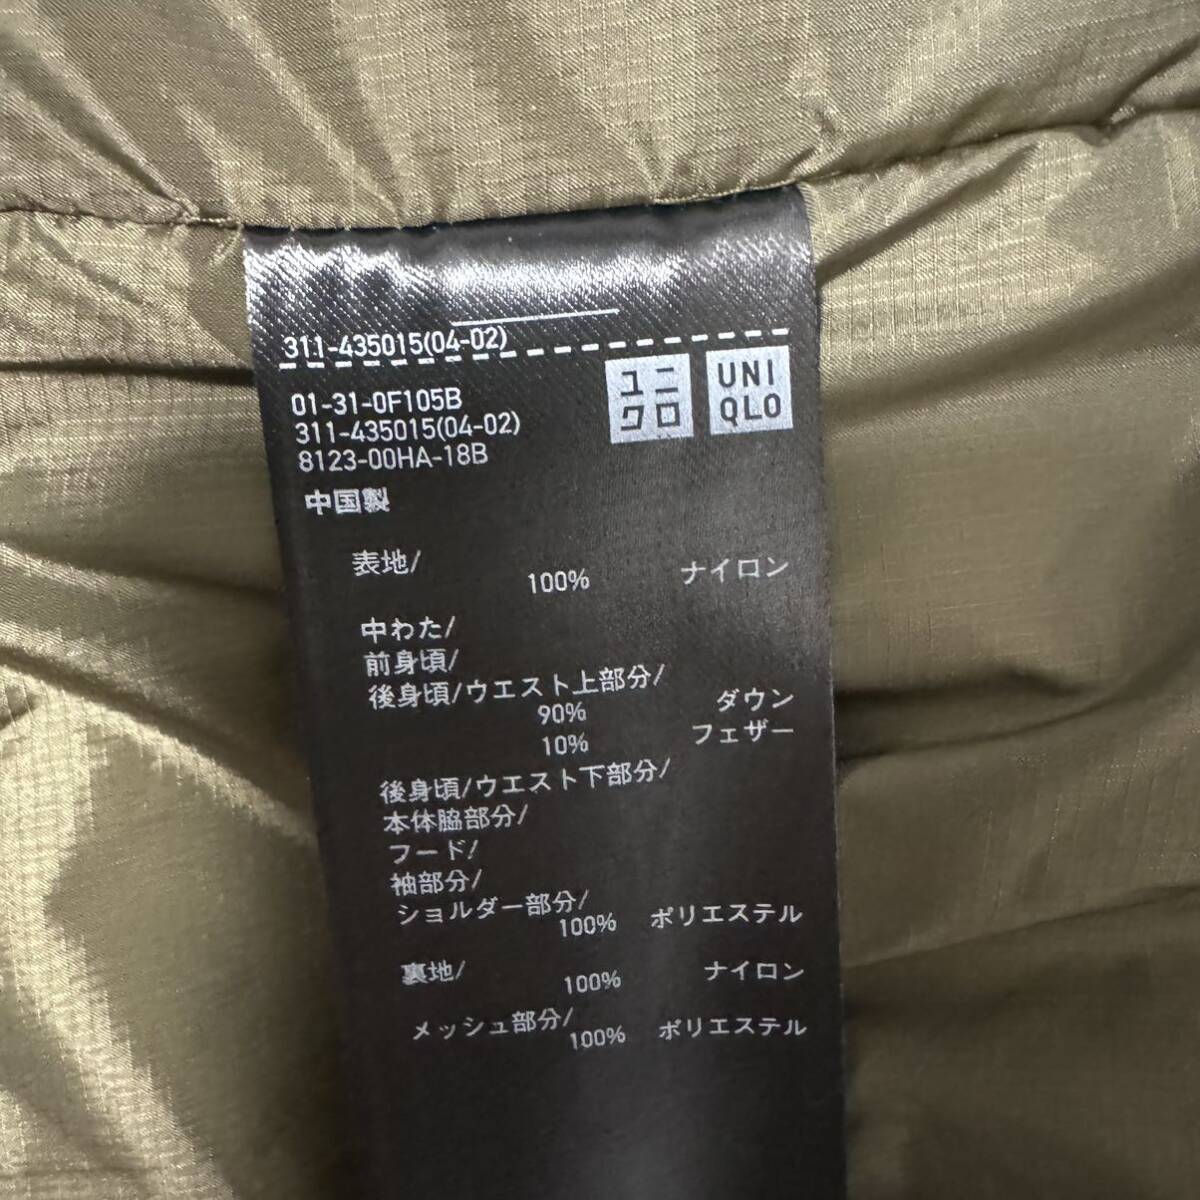 311-435015(04-02)
ユニ
クロ
UNI
QLO
01-31-0F105B
311-435015(04-02)
8123-00HA-18B
中国製
表地/
100% ナイロン
中わた/
前身頃/
後身頃/ウエスト上部分/
90% ダウン
10% フェザー
後身頃/ウエスト下部分/
本体脇部分/
フード/
袖部分/
ショルダー部分/
100% ポリエステル
裏地/
100% ナイロン
メッシュ部分/
100% ポリエステル